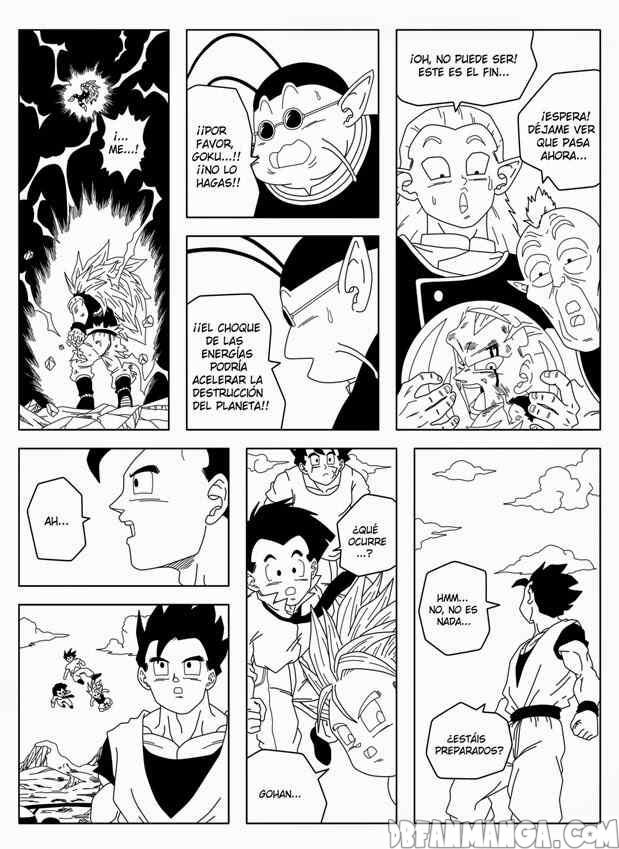 ¡...
ME...!
¡¡POR
FAVOR,
GOKU...!!
¡¡NO LO
HAGAS!!
¡¡EL CHOQUE
DE LAS
ENERGÍAS
PODRÍA
ACELERAR LA
DESTRUCCIÓN
DEL PLANETA!!
¡OH, NO PUEDE SER!
ESTE ES EL FIN...
¡ESPERA!
DÉJAME VER
QUE PASA
AHORA...
AH...
¿QUÉ
OCURRE
...?
GOHAN...
HMM...
NO, NO ES
NADA...
¿ESTÁIS
PREPARADOS?
DBFANMANGA.COM